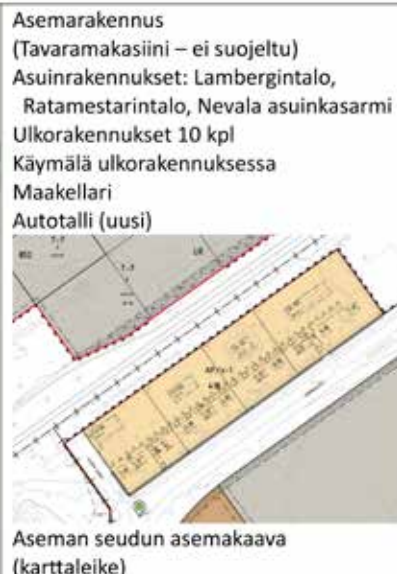 Asemarakennus
(Tavaramakasiini – ei suojeltu)
Asuinrakennukset: Lambergintalo,
Ratamestarintalo, Nevala asuinkasarmi
Ulkorakennukset 10 kpl
Käymälä ulkorakennuksessa
Maakellari
Autotalli (uusi)
Aseman seudun asemakaava
(karttaleike)